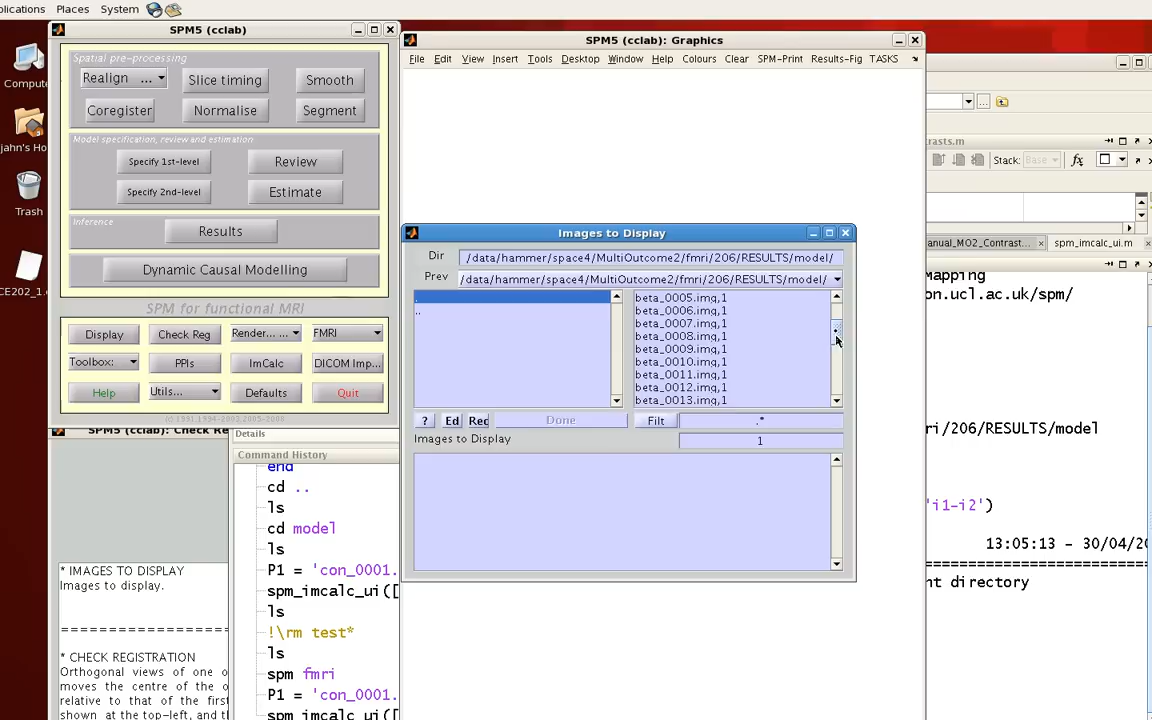 plications Places System
Comput
jahn's Ho
Trash
CE202_1.
SPM5 (cclab)
Spatial pre-processing
Realign ... Slice timing Smooth
Coregister Normalise Segment
Model specification, review and estimation
Specify 1st-level Review
Specify 2nd-level Estimate
Inference
Results
Dynamic Causal Modelling
SPM for functional MRI
Display Check Reg Render... ... FMRI
Toolbox: PPIs ImCalc DICOM Imp...
Help Utils... Defaults Quit
SPM5 (cclab): Graphics
File Edit View Insert Tools Desktop Window Help Colours Clear SPM-Print Results-Fig TASKS
Images to Display
Dir /data/hammer/space4/MultiOutcome2/fmri/206/RESULTS/model/
Prev /data/hammer/space4/MultiOutcome2/fmri/206/RESULTS/model/
.
..
beta_0005.img,1
beta_0006.img,1
beta_0007.img,1
beta_0008.img,1
beta_0009.img,1
beta_0010.img,1
beta_0011.img,1
beta_0012.img,1
beta_0013.img,1
? Ed Rec Done Filt .*
Images to Display 1
SPM5 (cclab): Check Re
* IMAGES TO DISPLAY
Images to display.
* CHECK REGISTRATION
Orthogonal views of one o
moves the centre of the o
relative to that of the first
shown at the top-left, and t
Details
Command History
end
cd ..
ls
cd model
ls
P1 = 'con_0001.
spm_imcalc_ui([
ls
!\rm test*
ls
spm fmri
P1 = 'con_0001.
spm_imcalc_ui([
...
rasts.m
Stack: Base fx
anual_MO2_Contrast... × spm_imcalc_ui.m
Mapping
on.ucl.ac.uk/spm/
ri/206/RESULTS/model
'i1-i2')
13:05:13 - 30/04/20
nt directory